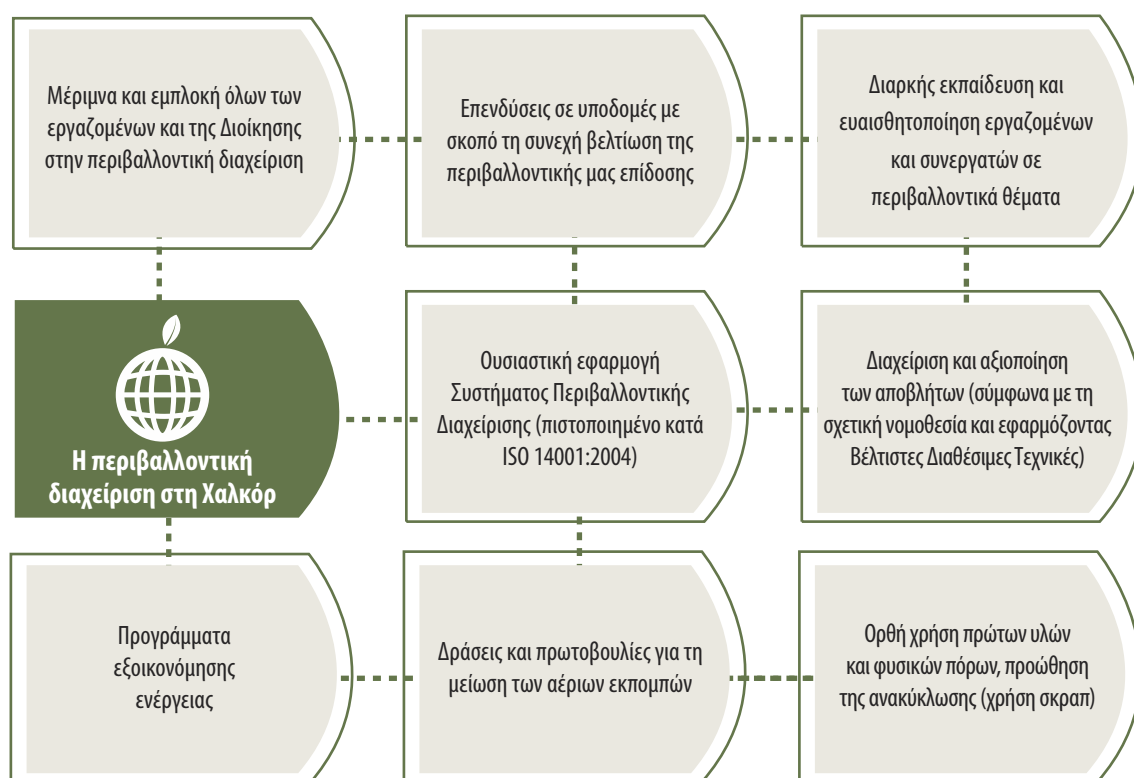 Μέριμνα και εμπλοκή όλων των
εργαζομένων και της Διοίκησης
στην περιβαλλοντική διαχείριση
Επενδύσεις σε υποδομές με
σκοπό τη συνεχή βελτίωση της
περιβαλλοντικής μας επίδοσης
Διαρκής εκπαίδευση και
ευαισθητοποίηση εργαζομένων
και συνεργατών σε
περιβαλλοντικά θέματα
Η περιβαλλοντική
διαχείριση στη Χαλκόρ
Ουσιαστική εφαρμογή
Συστήματος Περιβαλλοντικής
Διαχείρισης (πιστοποιημένο κατά
ISO 14001:2004)
Διαχείριση και αξιοποίηση
των αποβλήτων (σύμφωνα με τη
σχετική νομοθεσία και εφαρμόζοντας
Βέλτιστες Διαθέσιμες Τεχνικές)
Προγράμματα
εξοικονόμησης
ενέργειας
Δράσεις και πρωτοβουλίες για τη
μείωση των αέριων εκπομπών
Ορθή χρήση πρώτων υλών
και φυσικών πόρων, προώθηση
της ανακύκλωσης (χρήση σκραπ)